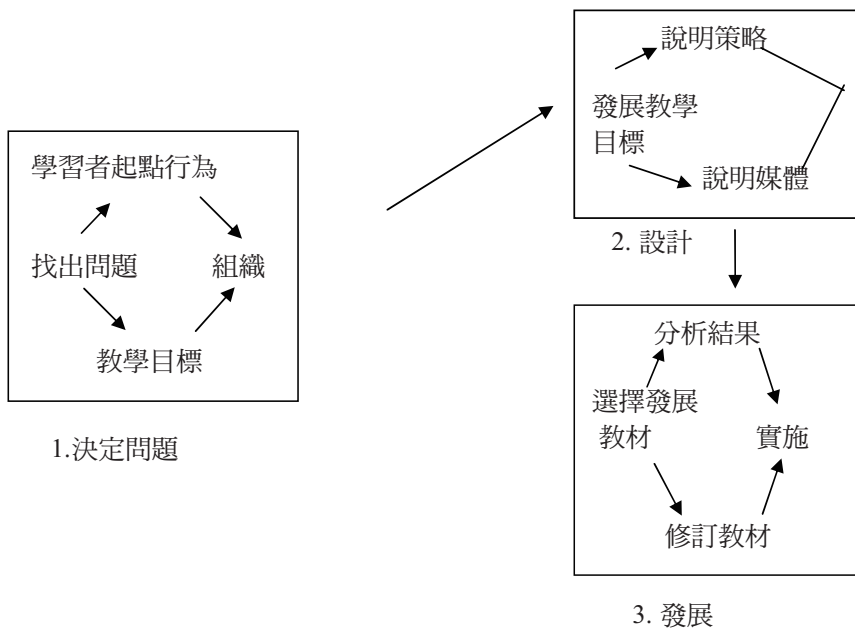 學習者起點行為
找出問題
組織
教學目標
1.決定問題
說明策略
發展教學
目標
說明媒體
2. 設計
分析結果
選擇發展
教材
實施
修訂教材
3. 發展